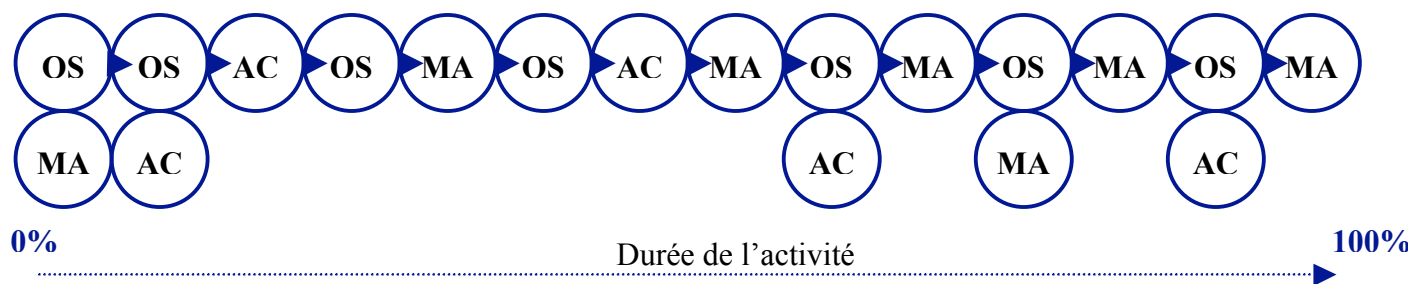 OS OS AC OS MA OS AC MA OS MA OS MA OS MA
MA AC AC MA AC
0% 100%
Durée de l’activité